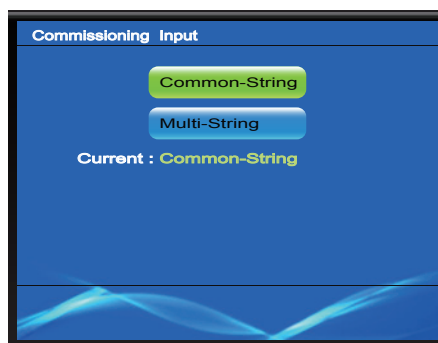 Commissioning Input
Common-String
Multi-String
Current : Common-String